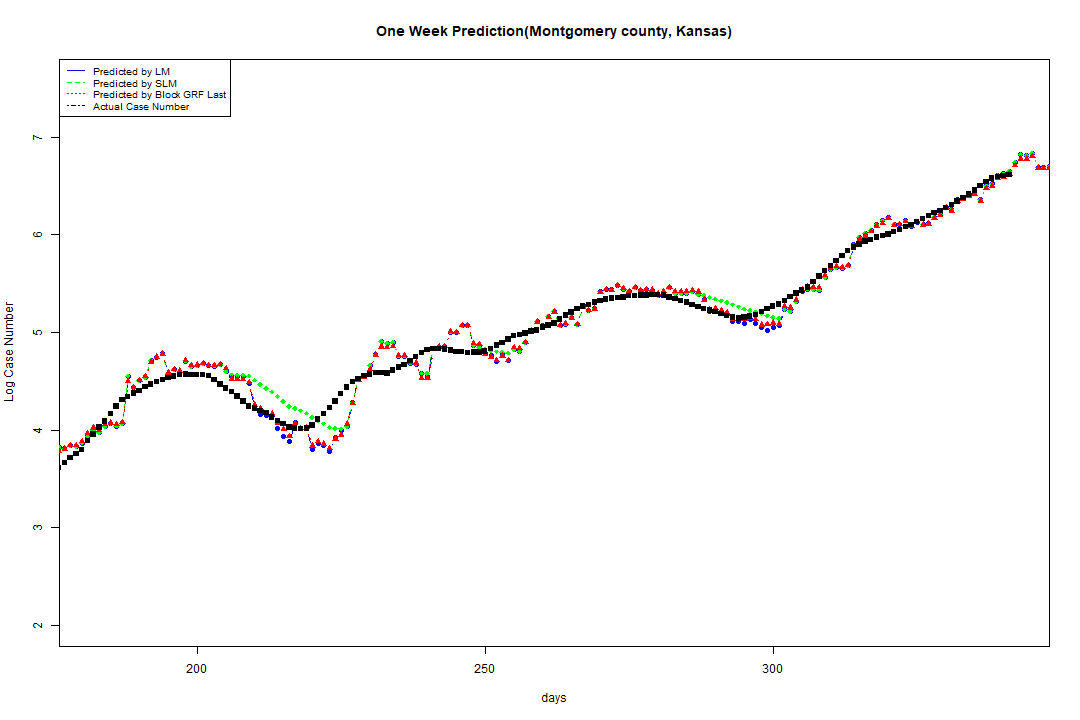 One Week Prediction(Montgomery county, Kansas)
Predicted by LM
Predicted by SLM
Predicted by Block GRF Last
Actual Case Number
7
6
5
4
3
2
Log Case Number
200 250 300
days